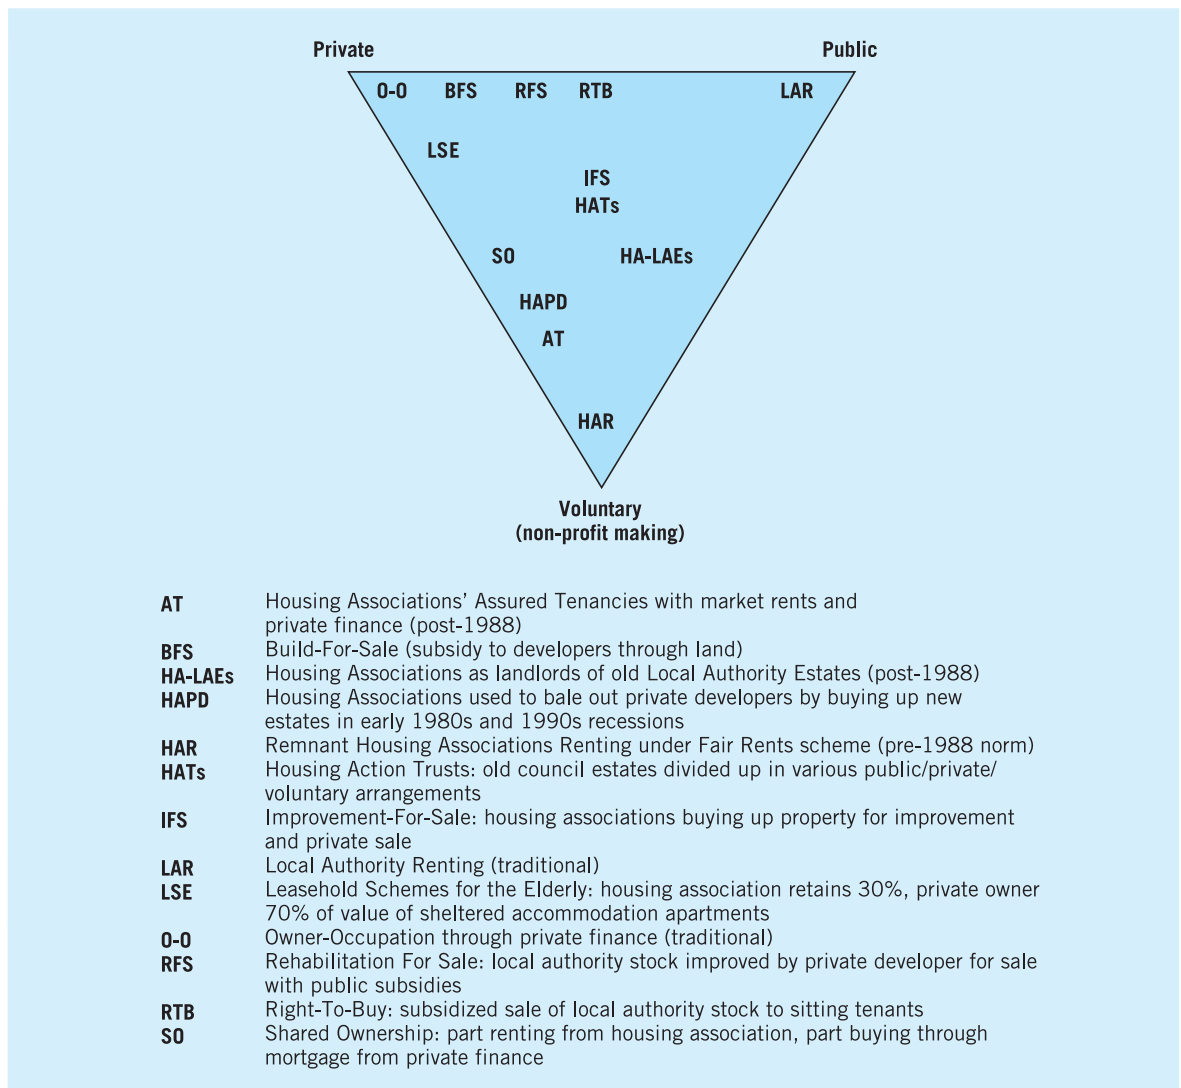 Private Public
O-O BFS RFS RTB LAR
LSE
IFS
HATs
SO HA-LAEs
HAPD
AT
HAR
Voluntary
(non-profit making)
AT Housing Associations' Assured Tenancies with market rents and
private finance (post-1988)
BFS Build-For-Sale (subsidy to developers through land)
HA-LAEs Housing Associations as landlords of old Local Authority Estates (post-1988)
HAPD Housing Associations used to bale out private developers by buying up new
estates in early 1980s and 1990s recessions
HAR Remnant Housing Associations Renting under Fair Rents scheme (pre-1988 norm)
HATs Housing Action Trusts: old council estates divided up in various public/private/
voluntary arrangements
IFS Improvement-For-Sale: housing associations buying up property for improvement
and private sale
LAR Local Authority Renting (traditional)
LSE Leasehold Schemes for the Elderly: housing association retains 30%, private owner
70% of value of sheltered accommodation apartments
O-O Owner-Occupation through private finance (traditional)
RFS Rehabilitation For Sale: local authority stock improved by private developer for sale
with public subsidies
RTB Right-To-Buy: subsidized sale of local authority stock to sitting tenants
SO Shared Ownership: part renting from housing association, part buying through
mortgage from private finance